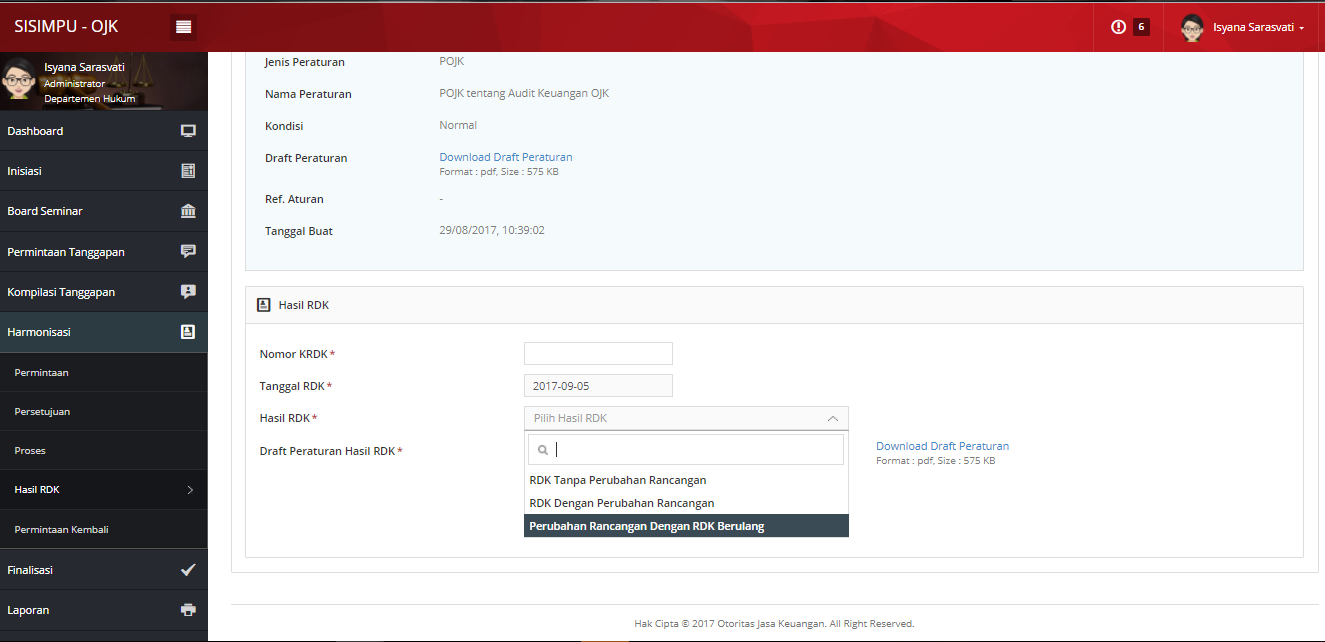 SISIMPU - OJK
6
Isyana Sarasvati
Isyana Sarasvati
Administrator
Departemen Hukum
Dashboard
Inisiasi
Board Seminar
Permintaan Tanggapan
Kompilasi Tanggapan
Harmonisasi
Permintaan
Persetujuan
Proses
Hasil RDK
Permintaan Kembali
Finalisasi
Laporan
Jenis Peraturan POJK
Nama Peraturan POJK tentang Audit Keuangan OJK
Kondisi Normal
Draft Peraturan Download Draft Peraturan
Format : pdf, Size : 575 KB
Ref. Aturan -
Tanggal Buat 29/08/2017, 10:39:02
Hasil RDK
Nomor KRDK *
Tanggal RDK * 2017-09-05
Hasil RDK * Pilih Hasil RDK
Draft Peraturan Hasil RDK * Download Draft Peraturan
Format : pdf, Size : 575 KB
RDK Tanpa Perubahan Rancangan
RDK Dengan Perubahan Rancangan
Perubahan Rancangan Dengan RDK Berulang
Hak Cipta © 2017 Otoritas Jasa Keuangan. All Right Reserved.